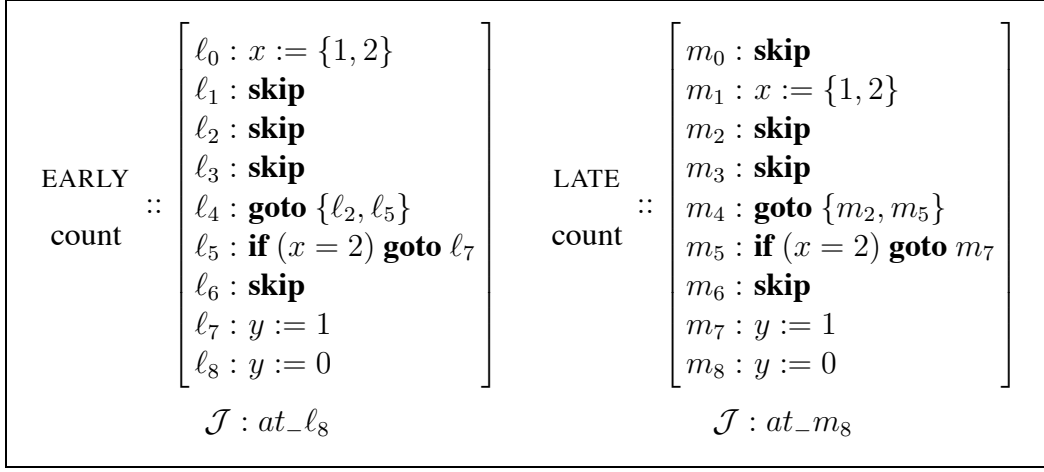 EARLY
count
::
ℓ0 : x := {1, 2}
ℓ1 : skip
ℓ2 : skip
ℓ3 : skip
ℓ4 : goto {ℓ2, ℓ5}
ℓ5 : if (x = 2) goto ℓ7
ℓ6 : skip
ℓ7 : y := 1
ℓ8 : y := 0
𝒥 : at_ℓ8
LATE
count
::
m0 : skip
m1 : x := {1, 2}
m2 : skip
m3 : skip
m4 : goto {m2, m5}
m5 : if (x = 2) goto m7
m6 : skip
m7 : y := 1
m8 : y := 0
𝒥 : at_m8